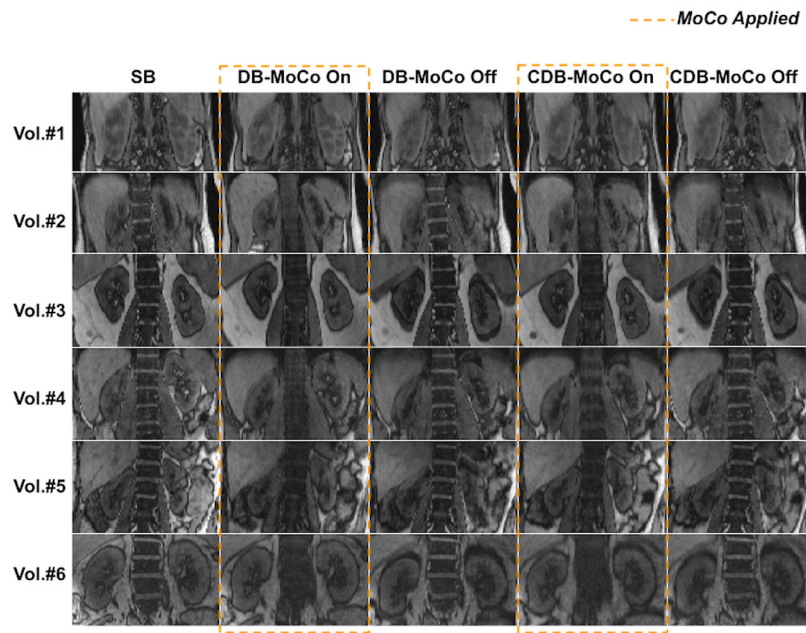 MoCo Applied
SB DB-MoCo On DB-MoCo Off CDB-MoCo On CDB-MoCo Off
Vol.#1
Vol.#2
Vol.#3
Vol.#4
Vol.#5
Vol.#6